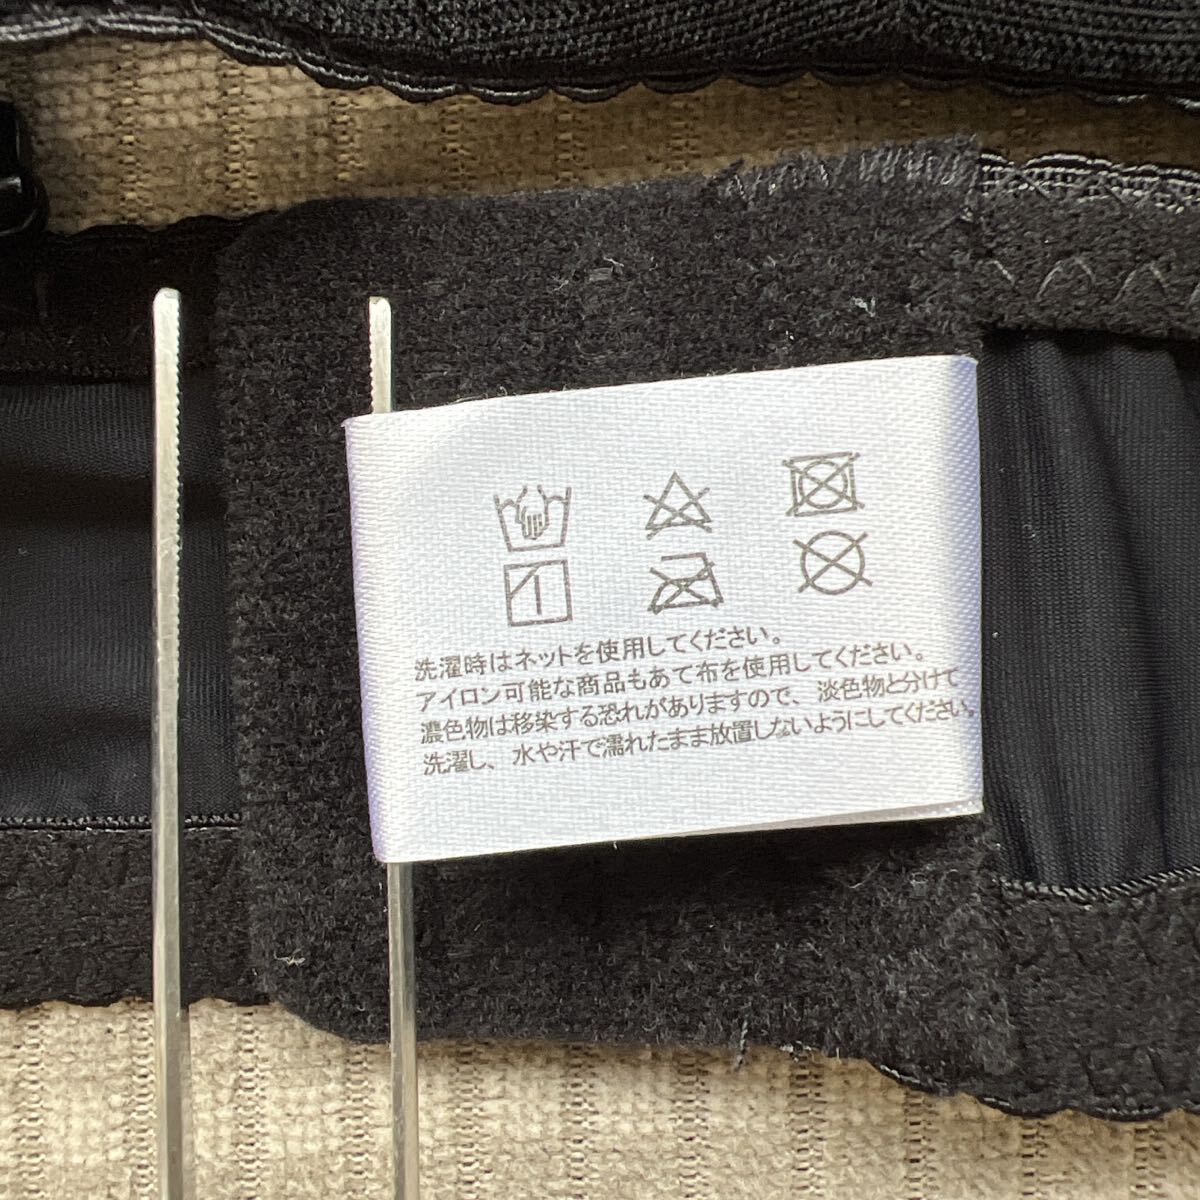 洗濯時はネットを使用してください。
アイロン可能な商品もあて布を使用してください。
濃色物は移染する恐れがありますので、淡色物と分けて
洗濯し、水や汗で濡れたまま放置しないようにしてください。